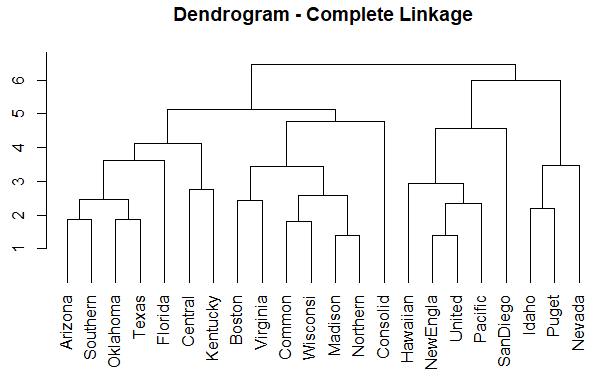 Dendrogram - Complete Linkage
6
5
4
3
2
1
Arizona
Southern
Oklahoma
Texas
Florida
Central
Kentucky
Boston
Virginia
Common
Wisconsi
Madison
Northern
Consolid
Hawaiian
NewEngla
United
Pacific
SanDiego
Idaho
Puget
Nevada